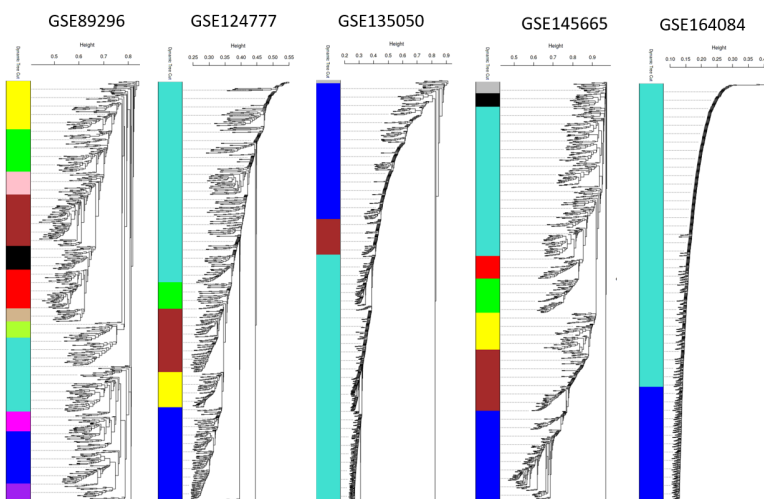 GSE89296
GSE124777
GSE135050
GSE145665
GSE164084
Dynamic Tree Cut
Height
0.5 0.6 0.7 0.8
Dynamic Tree Cut
Height
0.25 0.30 0.35 0.40 0.45 0.50 0.55
Dynamic Tree Cut
Height
0.2 0.3 0.4 0.5 0.6 0.7 0.8 0.9
Dynamic Tree Cut
Height
0.5 0.6 0.7 0.8 0.9
Dynamic Tree Cut
Height
0.10 0.15 0.20 0.25 0.30 0.35 0.40